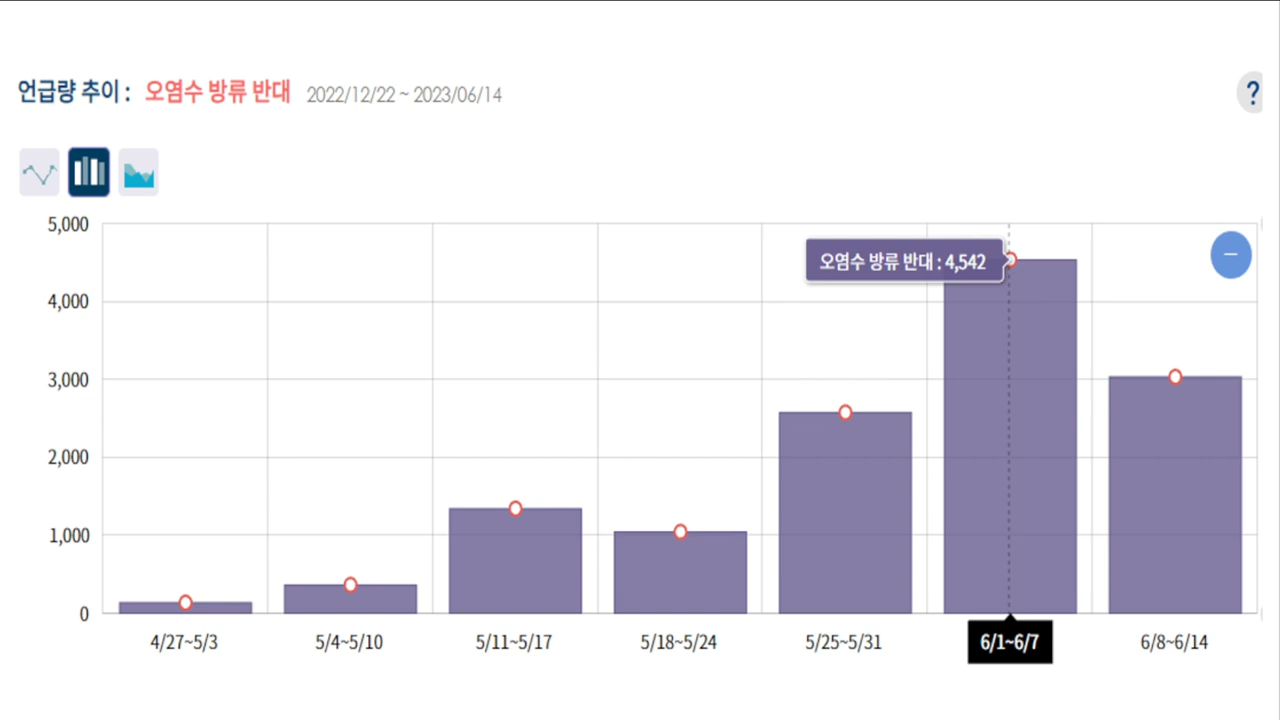 언급량 추이 : 오염수 방류 반대 2022/12/22 ~ 2023/06/14
?
5,000
오염수 방류 반대 : 4,542
4,000
3,000
2,000
1,000
0
4/27~5/3 5/4~5/10 5/11~5/17 5/18~5/24 5/25~5/31 6/1~6/7 6/8~6/14